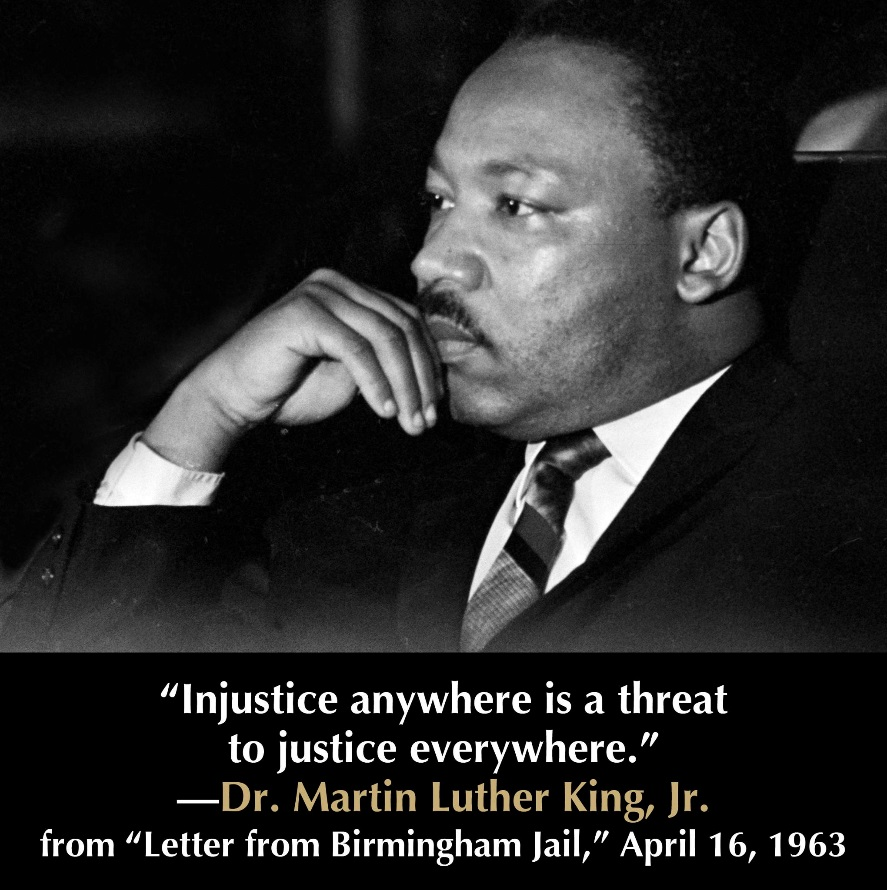 “Injustice anywhere is a threat
to justice everywhere.”
—Dr. Martin Luther King, Jr.
from “Letter from Birmingham Jail,” April 16, 1963